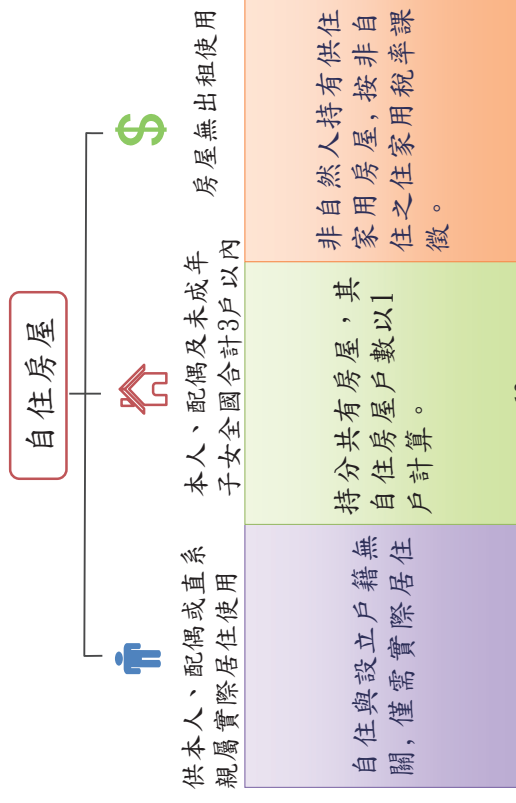 自住房屋
供本人、配偶或直系
親屬實際居住使用
本人、配偶及未成年
子女全國合計3戶以內
$
房屋無出租使用
自住與設立戶籍無
關,僅需實際居住
持分共有房屋,其
自住房屋戶數以1
戶計算。
非自然人持有供住
家用房屋,按非自
住之住家用稅率課
徵。